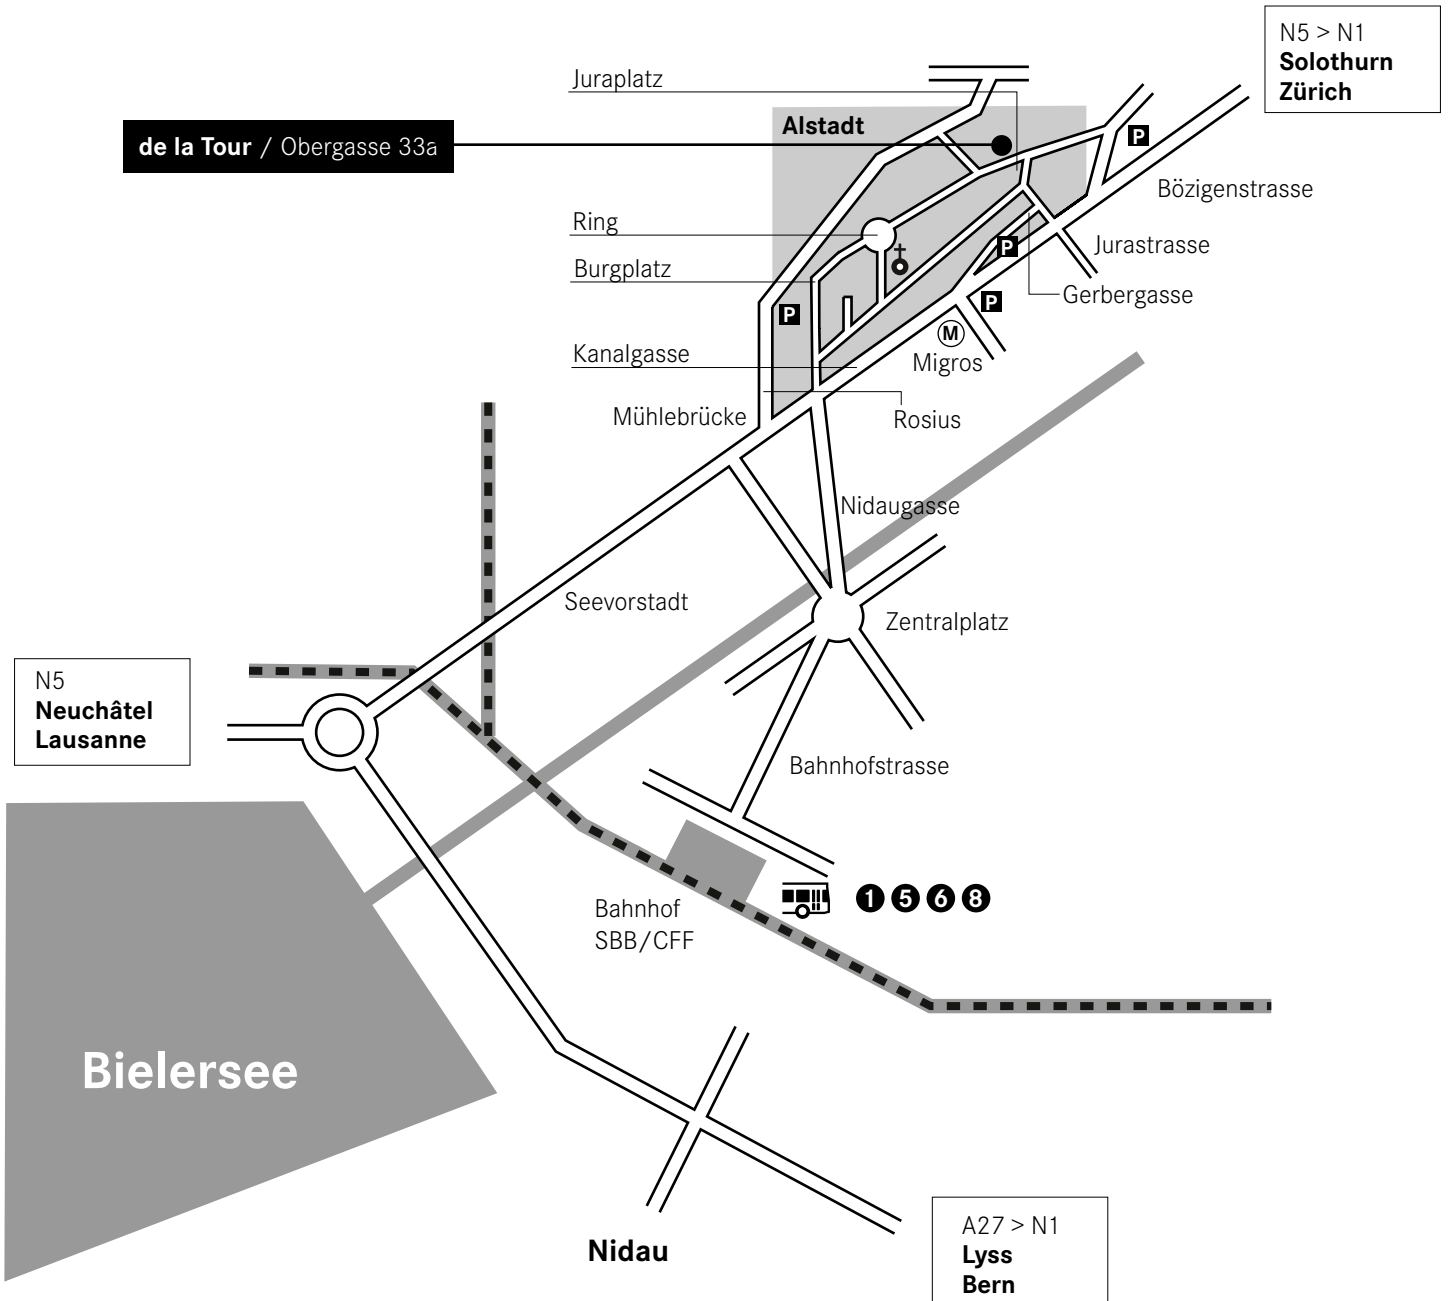 N5 > N1
Solothurn
Zürich
Juraplatz
Alstadt
P
de la Tour / Obergasse 33a
Bözigenstrasse
Ring
Jurastrasse
P
Burgplatz
Gerbergasse
P
P
M
Kanalgasse
Migros
Mühlebrücke
Rosius
Nidaugasse
Seevorstadt
Zentralplatz
N5
Neuchâtel
Lausanne
Bahnhofstrasse
1 5 6 8
Bahnhof
SBB/CFF
Bielersee
Nidau
A27 > N1
Lyss
Bern